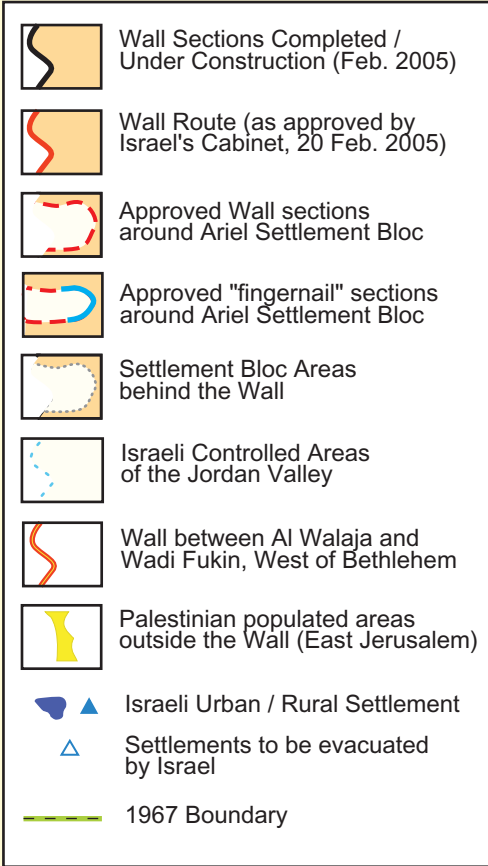 Wall Sections Completed /
Under Construction (Feb. 2005)
Wall Route (as approved by
Israel's Cabinet, 20 Feb. 2005)
Approved Wall sections
around Ariel Settlement Bloc
Approved "fingernail" sections
around Ariel Settlement Bloc
Settlement Bloc Areas
behind the Wall
Israeli Controlled Areas
of the Jordan Valley
Wall between Al Walaja and
Wadi Fukin, West of Bethlehem
Palestinian populated areas
outside the Wall (East Jerusalem)
Israeli Urban / Rural Settlement
Settlements to be evacuated
by Israel
1967 Boundary